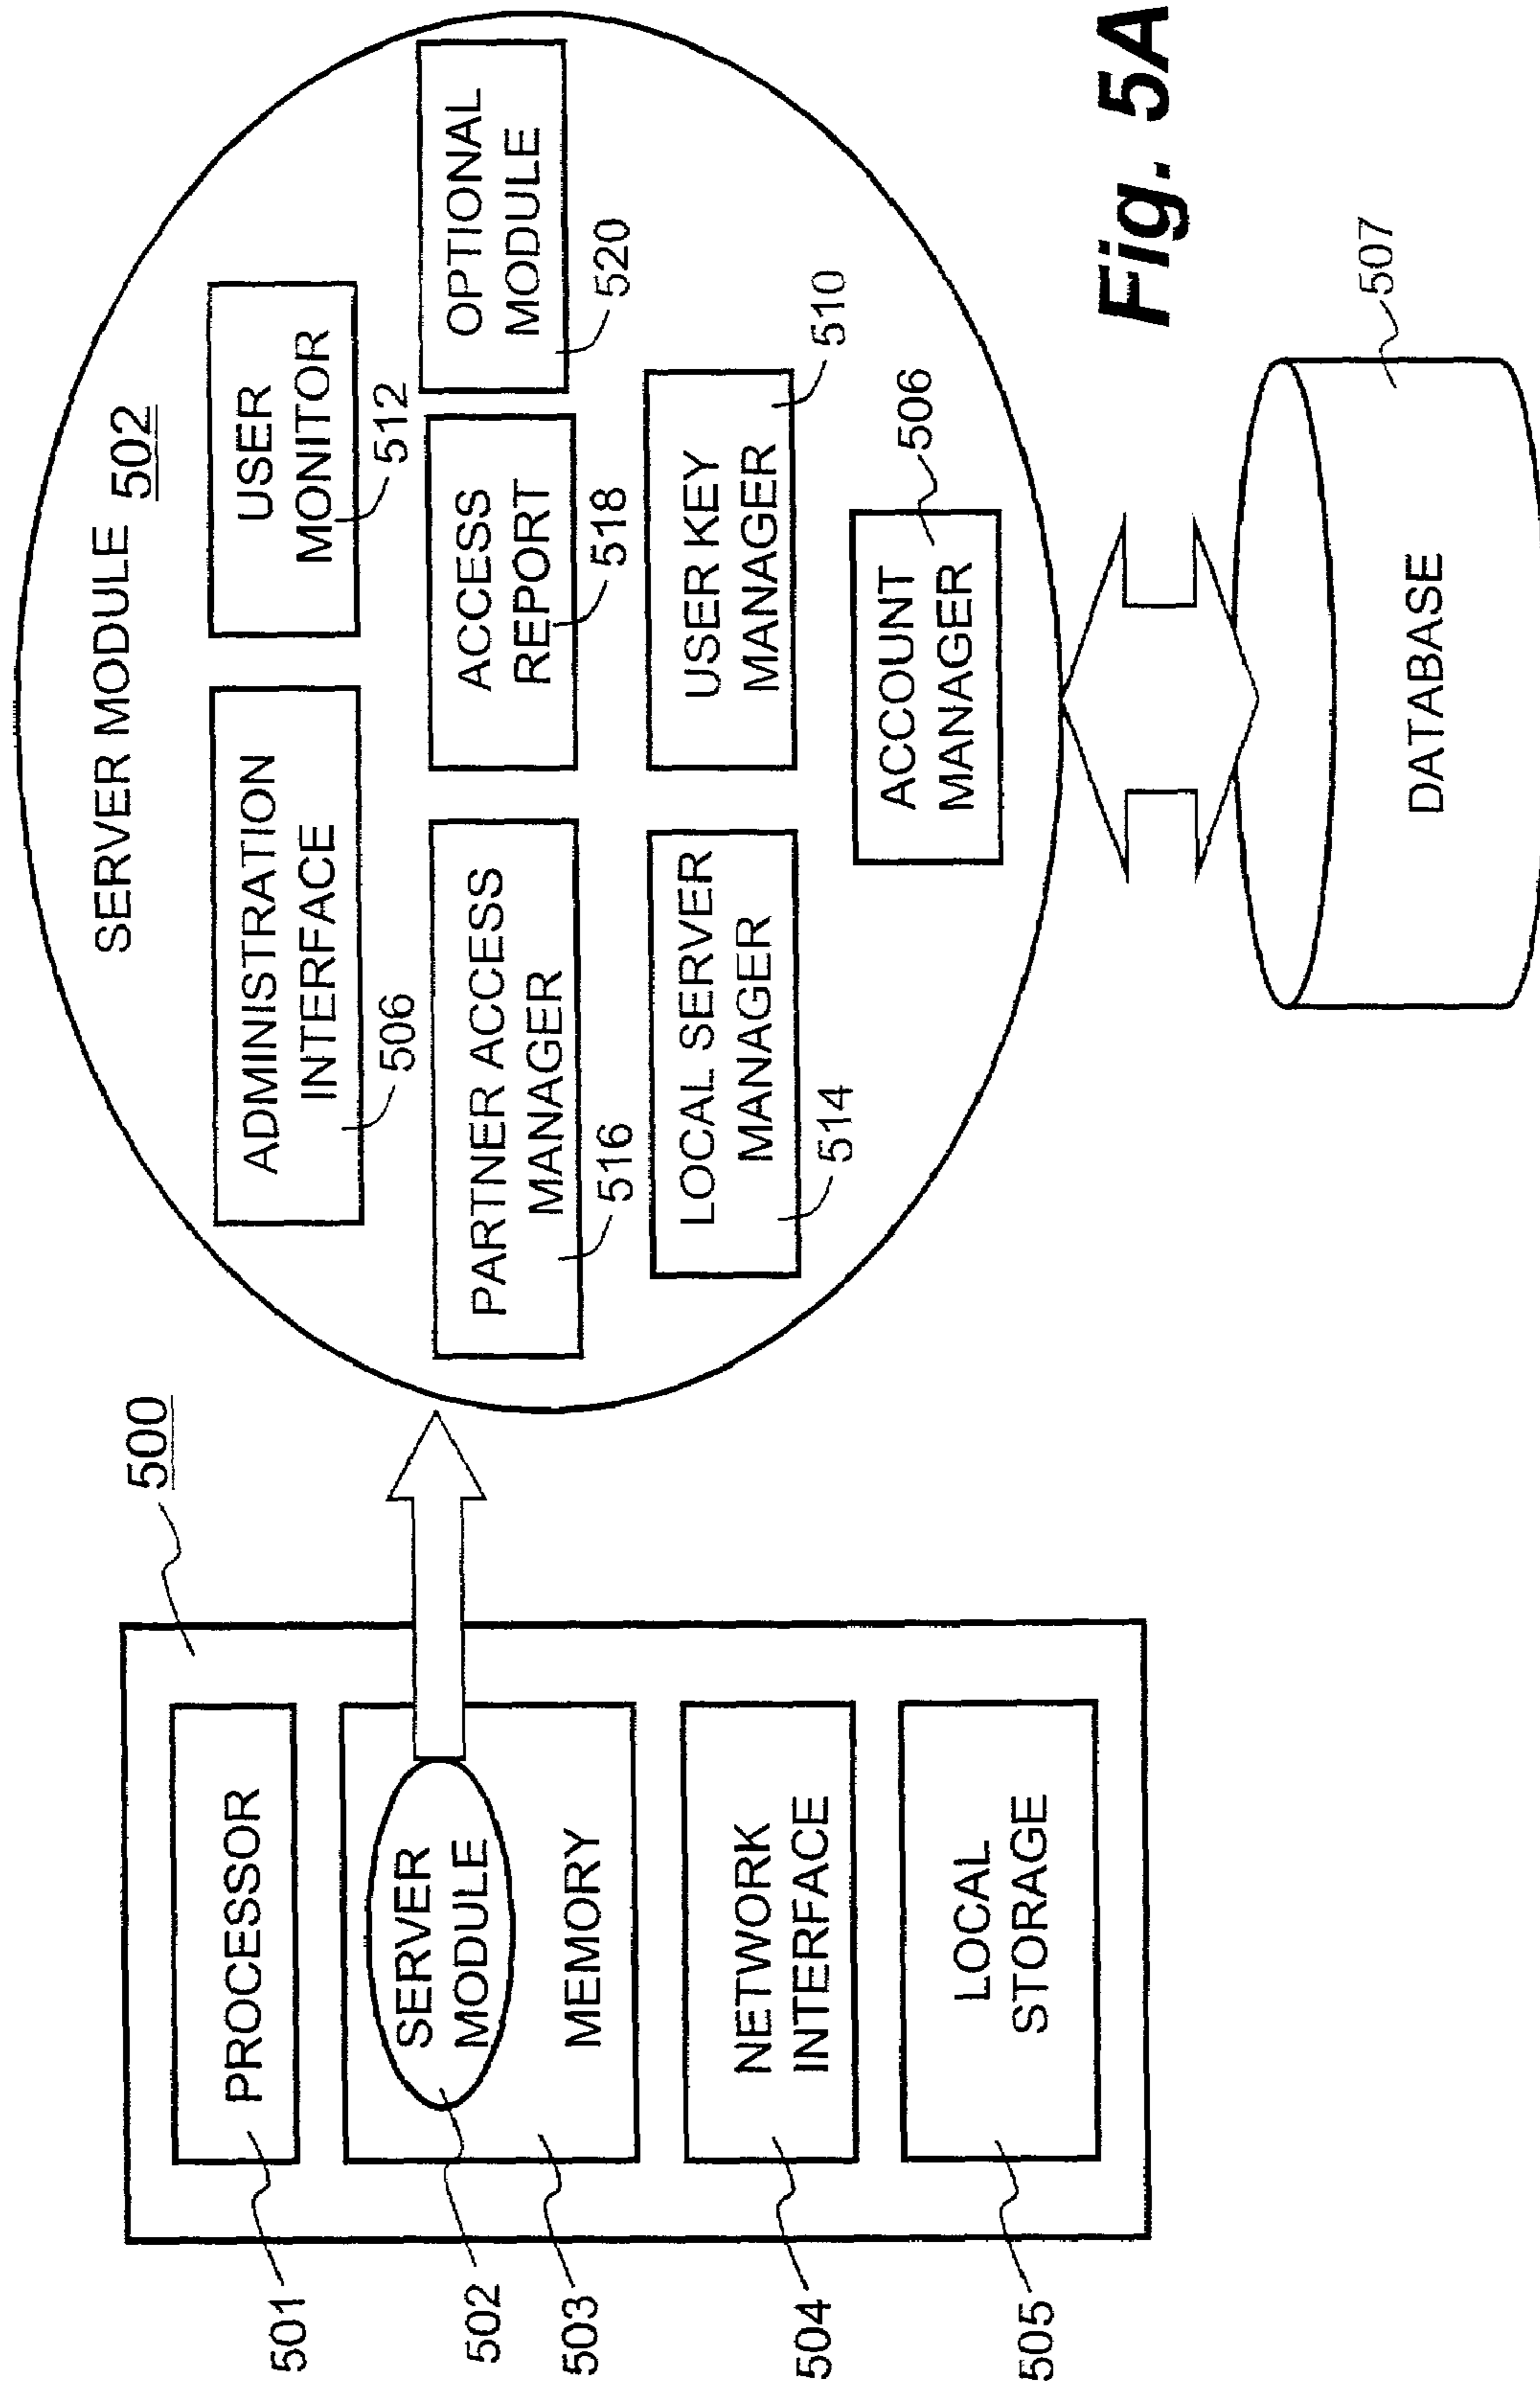 500
PROCESSOR
501
SERVER
MODULE
502
MEMORY
503
NETWORK
INTERFACE
504
LOCAL
STORAGE
505
SERVER MODULE 502
ADMINISTRATION
INTERFACE
506
USER
MONITOR
512
PARTNER ACCESS
MANAGER
516
ACCESS
REPORT
518
OPTIONAL
MODULE
520
LOCAL SERVER
MANAGER
514
USER KEY
MANAGER
510
ACCOUNT
MANAGER
506
DATABASE
507
Fig. 5A